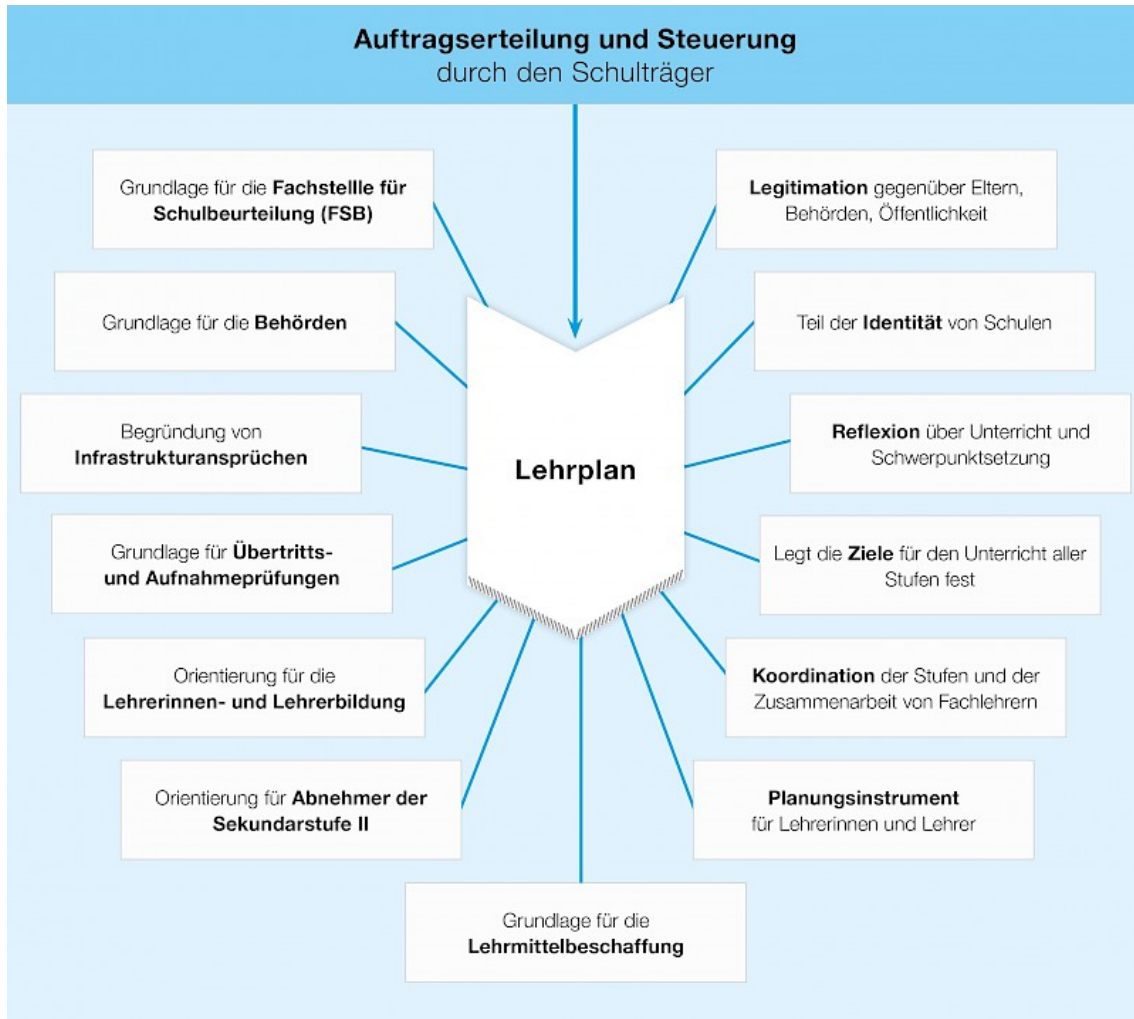 Auftragserteilung und Steuerung
durch den Schulträger
Grundlage für die Fachstellle für
Schulbeurteilung (FSB)
Legitimation gegenüber Eltern,
Behörden, Öffentlichkeit
Grundlage für die Behörden
Teil der Identität von Schulen
Begründung von
Infrastrukturansprüchen
Lehrplan
Reflexion über Unterricht und
Schwerpunktsetzung
Grundlage für Übertritts-
und Aufnahmeprüfungen
Legt die Ziele für den Unterricht aller
Stufen fest
Orientierung für die
Lehrerinnen- und Lehrerbildung
Koordination der Stufen und der
Zusammenarbeit von Fachlehrern
Orientierung für Abnehmer der
Sekundarstufe II
Planungsinstrument
für Lehrerinnen und Lehrer
Grundlage für die
Lehrmittelbeschaffung